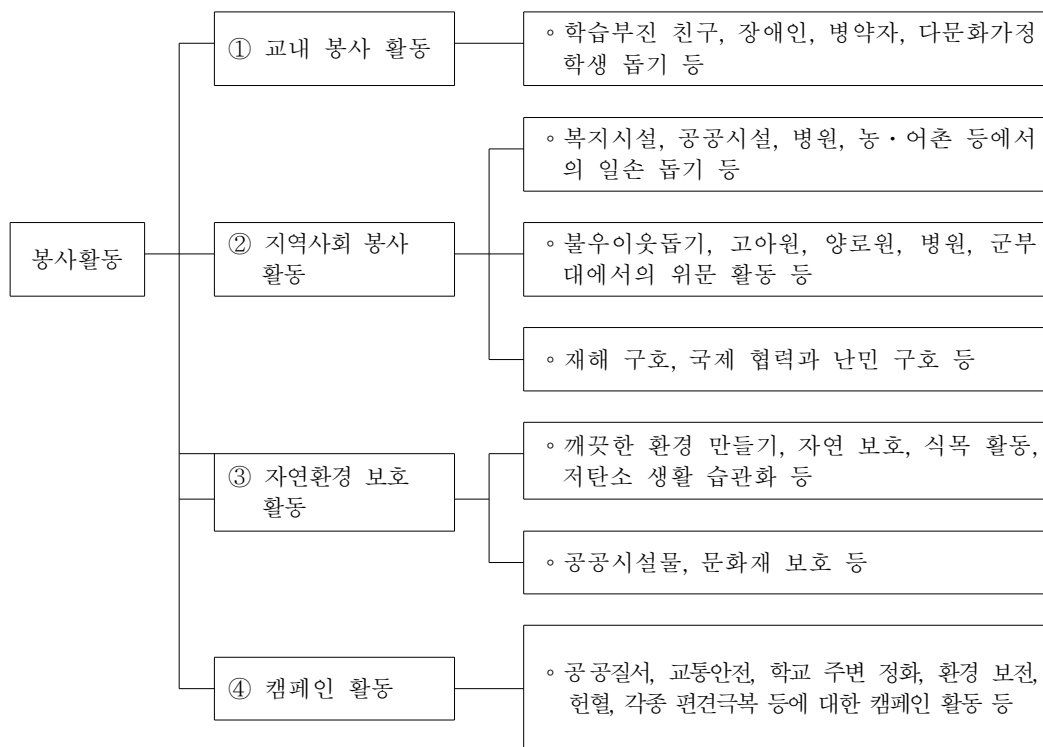 ① 교내 봉사 활동
◦ 학습부진 친구, 장애인, 병약자, 다문화가정
학생 돕기 등
◦ 복지시설, 공공시설, 병원, 농・어촌 등에서
의 일손 돕기 등
봉사활동
② 지역사회 봉사
활동
◦ 불우이웃돕기, 고아원, 양로원, 병원, 군부
대에서의 위문 활동 등
◦ 재해 구호, 국제 협력과 난민 구호 등
③ 자연환경 보호
활동
◦ 깨끗한 환경 만들기, 자연 보호, 식목 활동,
저탄소 생활 습관화 등
◦ 공공시설물, 문화재 보호 등
④ 캠페인 활동
◦ 공공질서, 교통안전, 학교 주변 정화, 환경 보전,
헌혈, 각종 편견극복 등에 대한 캠페인 활동 등